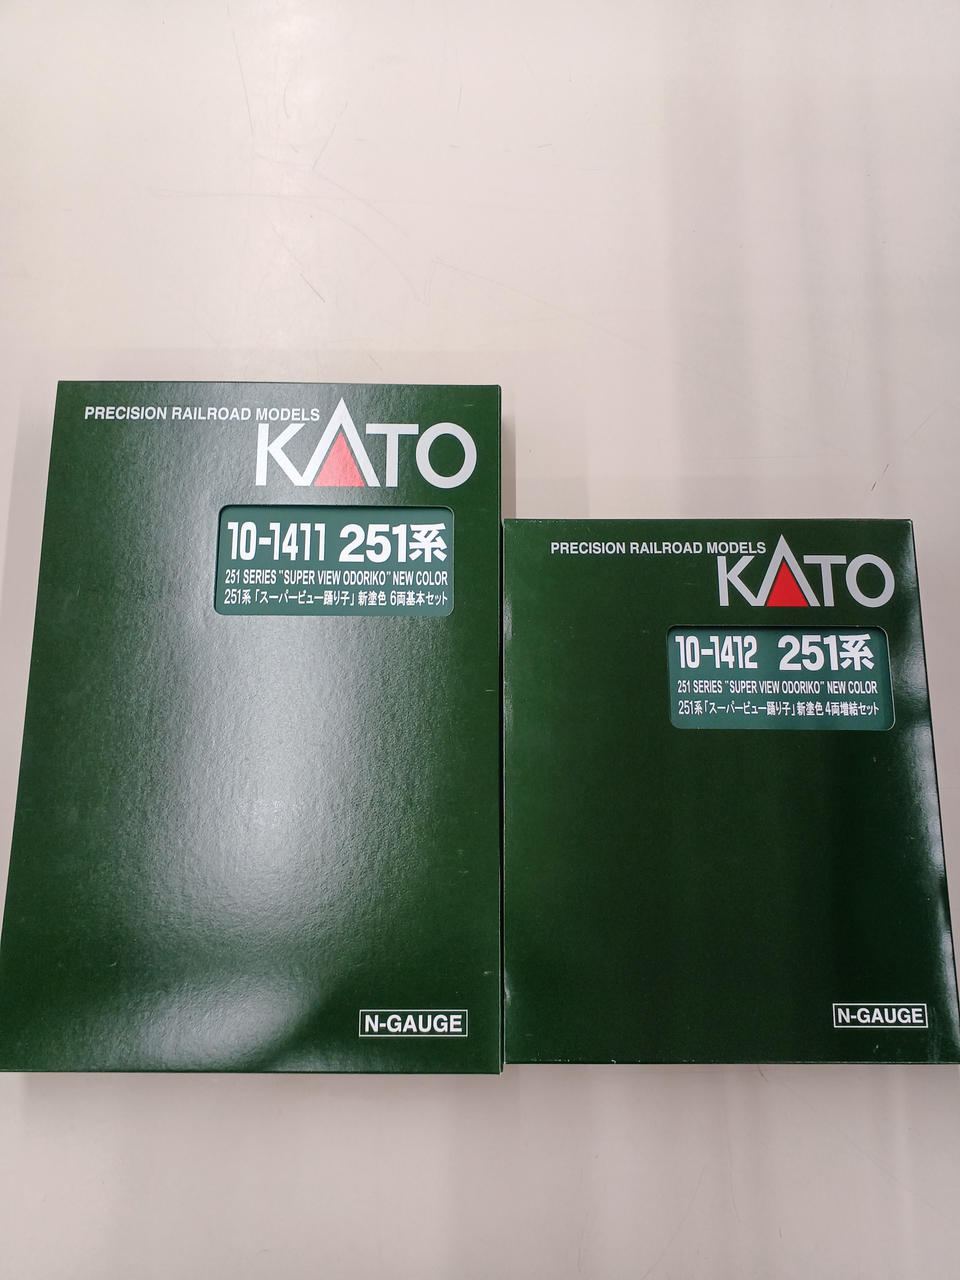 PRECISION RAILROAD MODELS
KATO
10-1411 251系
251 SERIES "SUPER VIEW ODORIKO" NEW COLOR
251系「スーパービュー踊り子」新塗色 6両基本セット
N-GAUGE
PRECISION RAILROAD MODELS
KATO
10-1412 251系
251 SERIES "SUPER VIEW ODORIKO" NEW COLOR
251系「スーパービュー踊り子」新塗色 4両増結セット
N-GAUGE